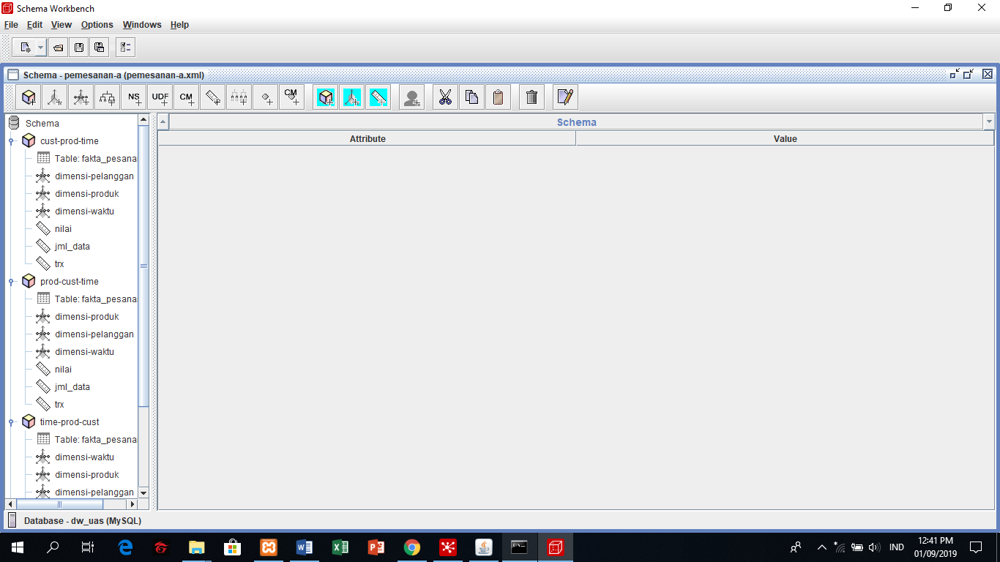 Schema Workbench
File Edit View Options Windows Help
Schema - pemesanan-a (pemesanan-a.xml)
NS UDF CM CM
Schema
cust-prod-time
Table: fakta_pesana
dimensi-pelanggan
dimensi-produk
dimensi-waktu
nilai
jml_data
trx
prod-cust-time
Table: fakta_pesana
dimensi-produk
dimensi-pelanggan
dimensi-waktu
nilai
jml_data
trx
time-prod-cust
Table: fakta_pesana
dimensi-waktu
dimensi-produk
dimensi-pelanggan
Schema
Attribute Value
Database - dw_uas (MySQL)
IND
12:41 PM
01/09/2019